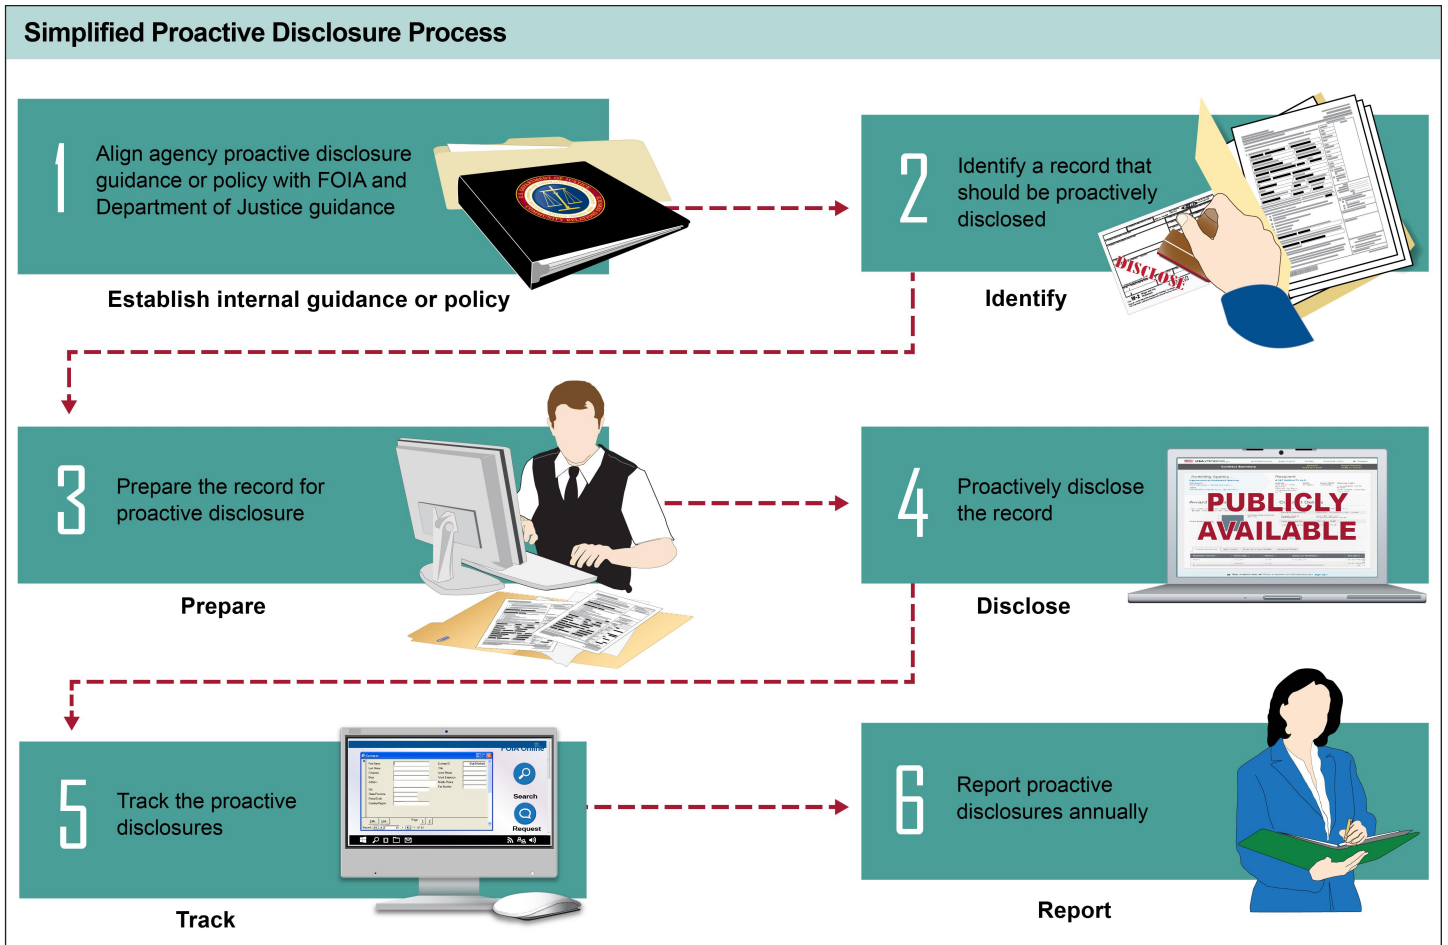 Simplified Proactive Disclosure Process
1
Align agency proactive disclosure
guidance or policy with FOIA and
Department of Justice guidance
Establish internal guidance or policy
2
Identify a record that
should be proactively
disclosed
DISCLOSE
Identify
3
Prepare the record for
proactive disclosure
Prepare
4
Proactively disclose
the record
PUBLICLY
AVAILABLE
Disclose
5
Track the proactive
disclosures
FOIA Online
Search
Request
Track
6
Report proactive
disclosures annually
Report